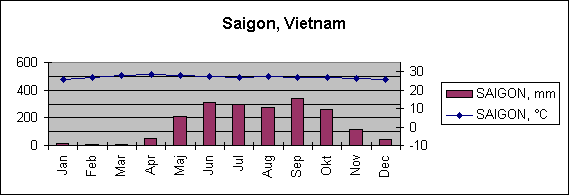 Saigon, Vietnam
600
400
200
0
30
20
10
0
-10
Jan Feb Mar Apr Maj Jun Jul Aug Sep Okt Nov Dec
SAIGON, mm
SAIGON, °C